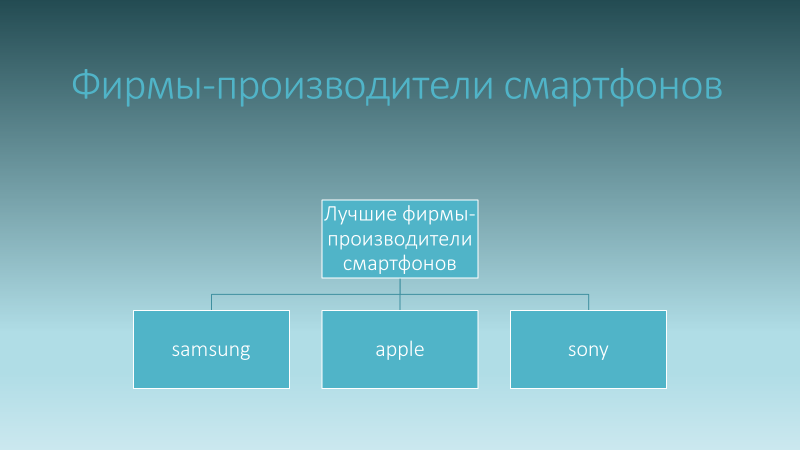 Фирмы-производители смартфонов
Лучшие фирмы-
производители
смартфонов
samsung
apple
sony